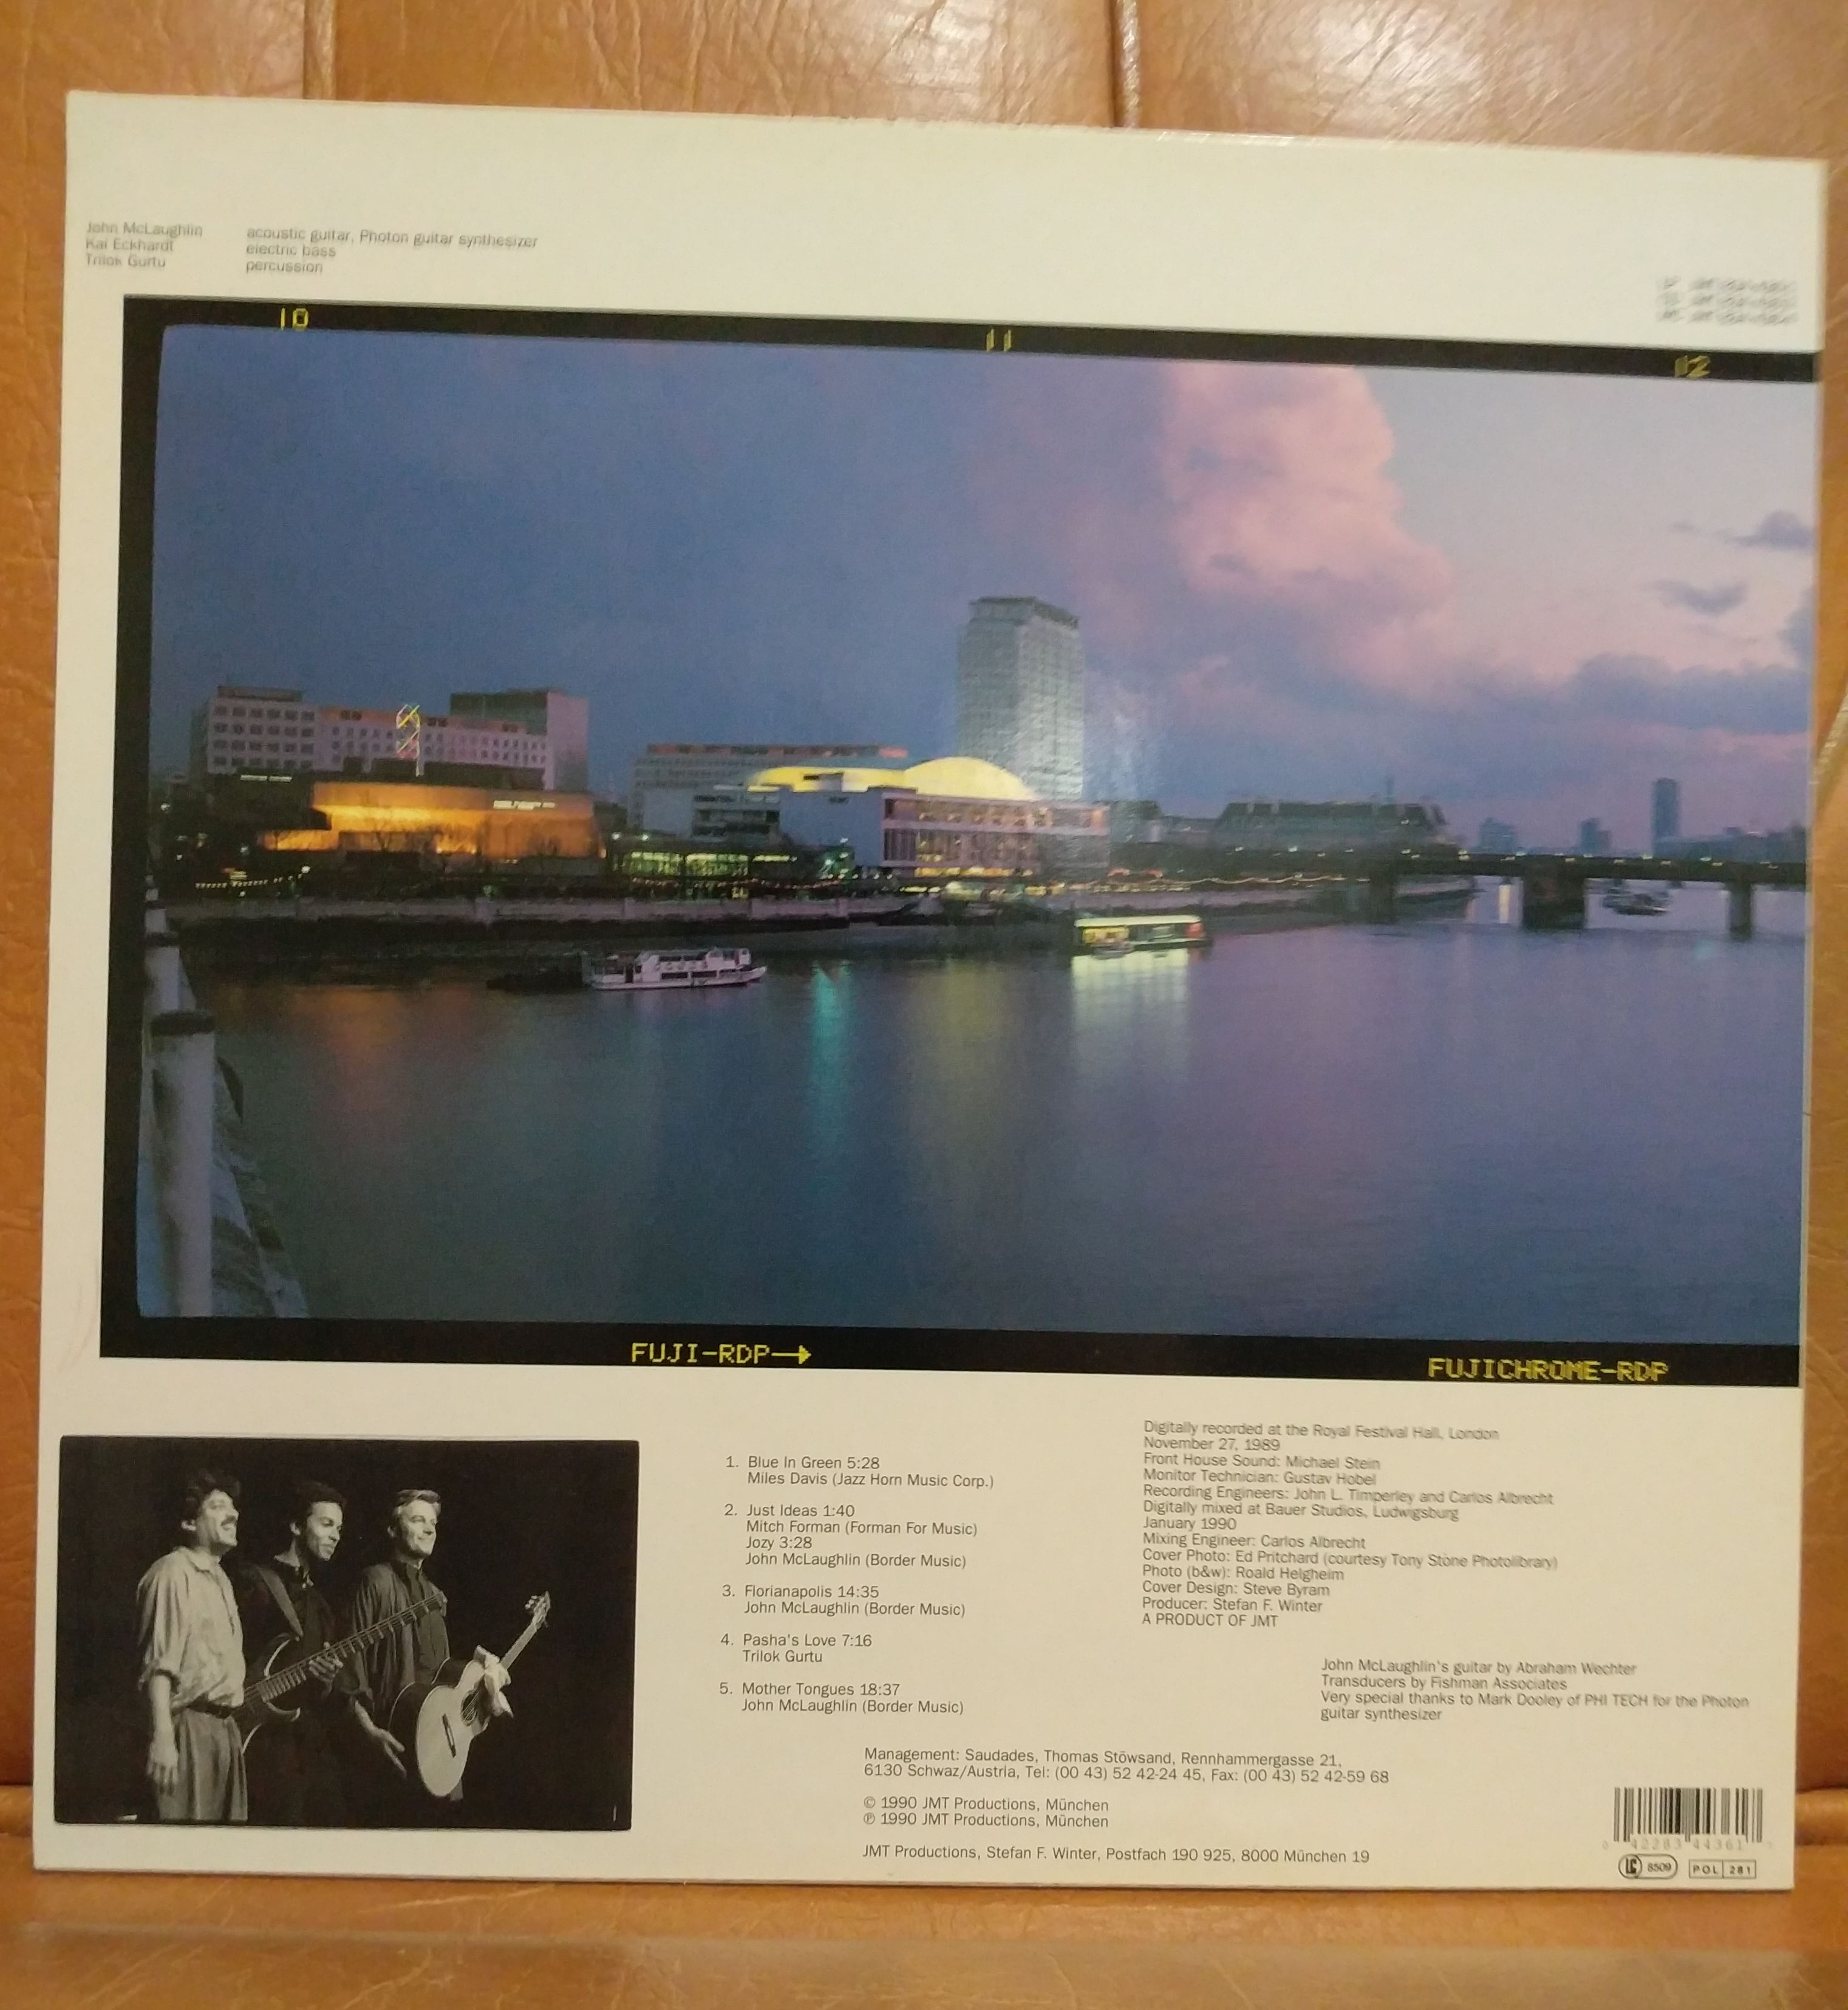 John McLaughlin acoustic guitar, Photon guitar synthesizer
Kai Eckhardt electric bass
Trilok Gurtu percussion
10
11
12
FUJI-RDP
FUJICHROME-RDP
1. Blue In Green 5:28
Miles Davis (Jazz Horn Music Corp.)
2. Just Ideas 1:40
Mitch Forman (Forman For Music)
Jozy 3:28
John McLaughlin (Border Music)
3. Florianapolis 14:35
John McLaughlin (Border Music)
4. Pasha's Love 7:16
Trilok Gurtu
5. Mother Tongues 18:37
John McLaughlin (Border Music)
Digitally recorded at the Royal Festival Hall, London
November 27, 1989
Front House Sound: Michael Stein
Monitor Technician: Gustav Hobel
Recording Engineers: John L. Timperley and Carlos Albrecht
Digitally mixed at Bauer Studios, Ludwigsburg
January 1990
Mixing Engineer: Carlos Albrecht
Cover Photo: Ed Pritchard (courtesy Tony Stone Photolibrary)
Photo (b&w): Roald Helgheim
Cover Design: Steve Byram
Producer: Stefan F. Winter
A PRODUCT OF JMT
John McLaughlin's guitar by Abraham Wechter
Transducers by Fishman Associates
Very special thanks to Mark Dooley of PHI TECH for the Photon
guitar synthesizer
Management: Saudades, Thomas Stöwsand, Rennhammergasse 21,
6130 Schwaz/Austria, Tel: (00 43) 52 42-24 45, Fax: (00 43) 52 42-59 68
© 1990 JMT Productions, München
℗ 1990 JMT Productions, München
JMT Productions, Stefan F. Winter, Postfach 190 925, 8000 München 19
42283 44361
LC 8509 POL 281